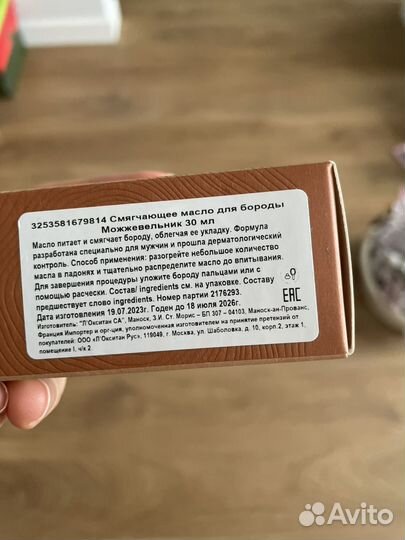 3253581679814 Смягчающее масло для бороды
Можжевельник 30 мл
Масло питает и смягчает бороду, облегчая ее укладку. Формула
разработана специально для мужчин и прошла дерматологический
контроль. Способ применения: разогрейте небольшое количество
масла в ладонях и тщательно распределите масло до впитывания.
Для завершения процедуры уложите бороду пальцами или с
помощью расчески. Состав/ ingredients см. на упаковке. Составу
предшествует слово ingredients. Номер партии 2176293.
Дата изготовления 19.07.2023г. Годен до июля 2026г.
Изготовитель: "Л`Окситан СА", Маноск, З.И. Ст. Морис – БП 307 – 04103, Маноск-ан-Прованс,
Франция Импортер и орг-ция, уполномоченная изготовителем на принятие претензий от
покупателей: ООО «Л`Окситан Рус», 119049, г. Москва, ул. Шаболовка, д. 10, корп.2, этаж 1,
помещение I, ч/к 2.
EAC
Avito